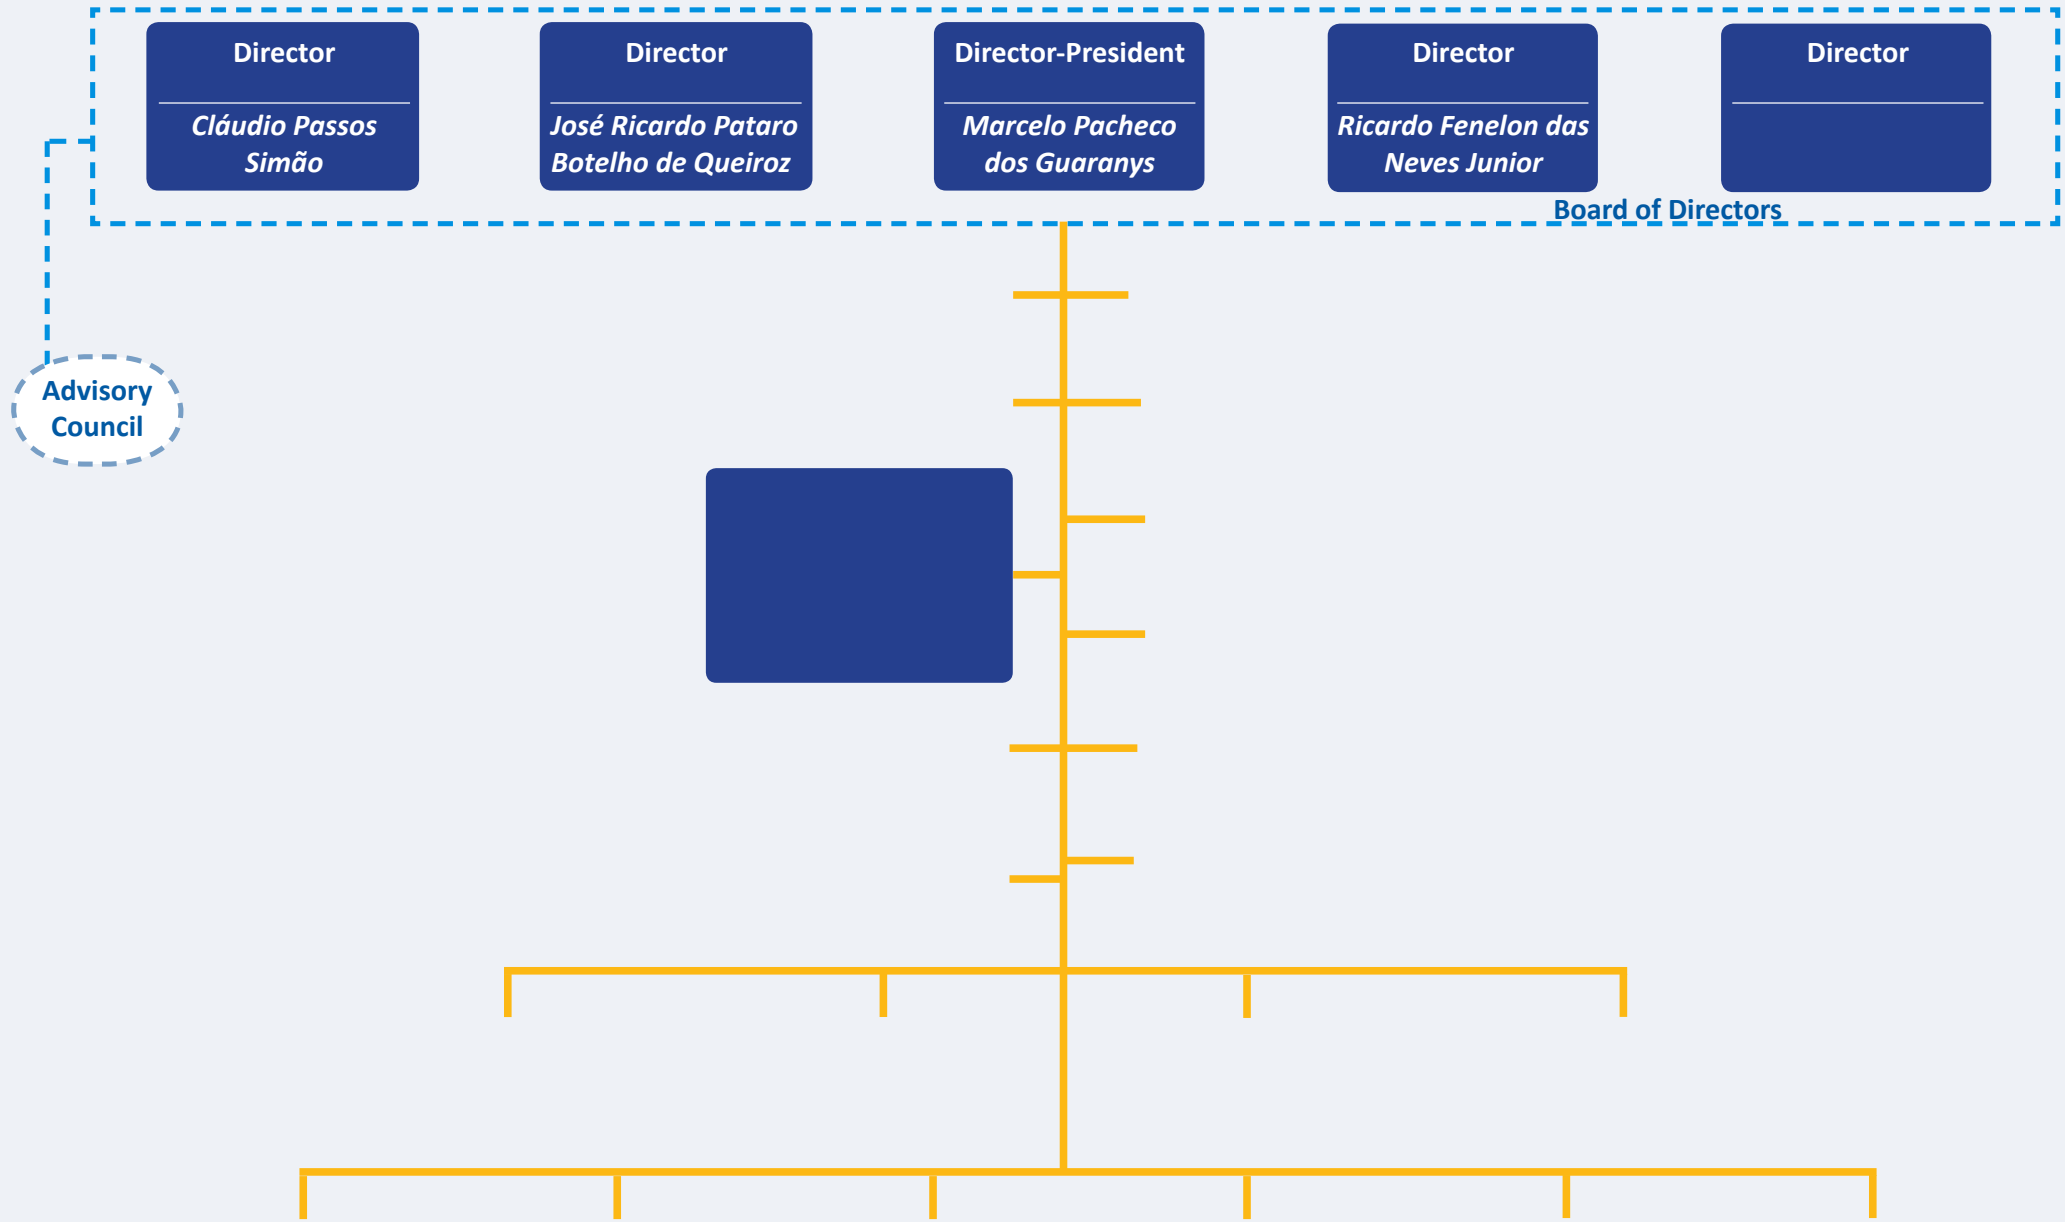 Director
Cláudio Passos
Simão
Director
José Ricardo Pataro
Botelho de Queiroz
Director-President
Marcelo Pacheco
dos Guaranys
Director
Ricardo Fenelon das
Neves Junior
Director
Board of Directors
Advisory
Council